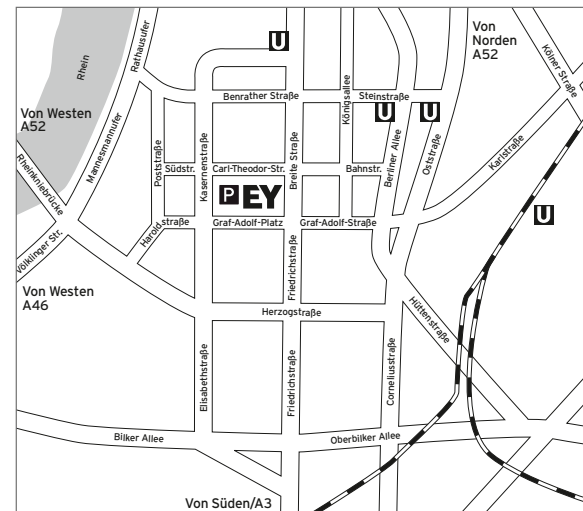 Rhein
Rathausufer
Von
Norden
A52
Kölner Straße
U
Benrather Straße
Steinstraße
Königsallee
Von Westen
A52
Mannesmannufer
U
U
Rheinkniebrücke
Poststraße
Kasernenstraße
Breite Straße
Berliner Allee
Oststraße
Karlstraße
Südstr.
Carl-Theodor-Str.
Bahnstr.
P
EY
U
Haroldstraße
Graf-Adolf-Platz
Graf-Adolf-Straße
Völklinger Str.
Von Westen
A46
Friedrichstraße
Herzogstraße
Hüttenstraße
Elisabethstraße
Friedrichstraße
Corneliusstraße
Bilker Allee
Oberbilker Allee
Von Süden/A3